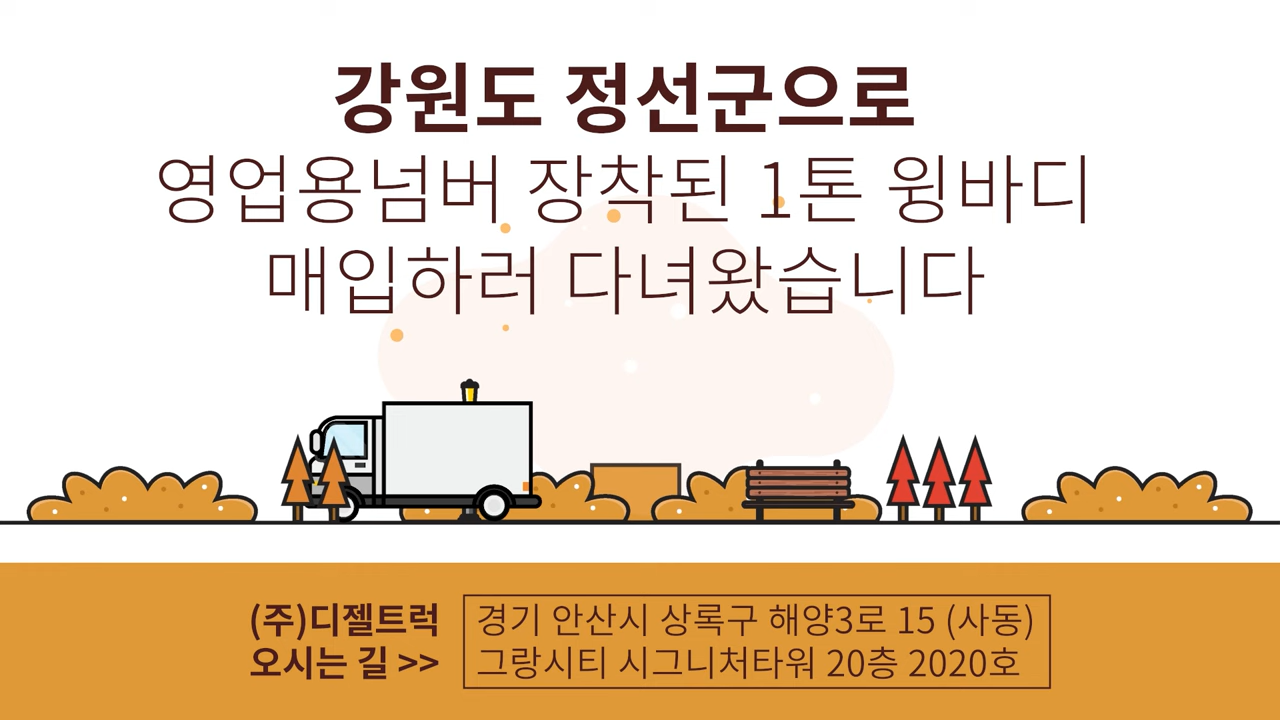 강원도 정선군으로
영업용넘버 장착된 1톤 윙바디
매입하러 다녀왔습니다
(주)디젤트럭
오시는 길 >>
경기 안산시 상록구 해양3로 15 (사동)
그랑시티 시그니처타워 20층 2020호